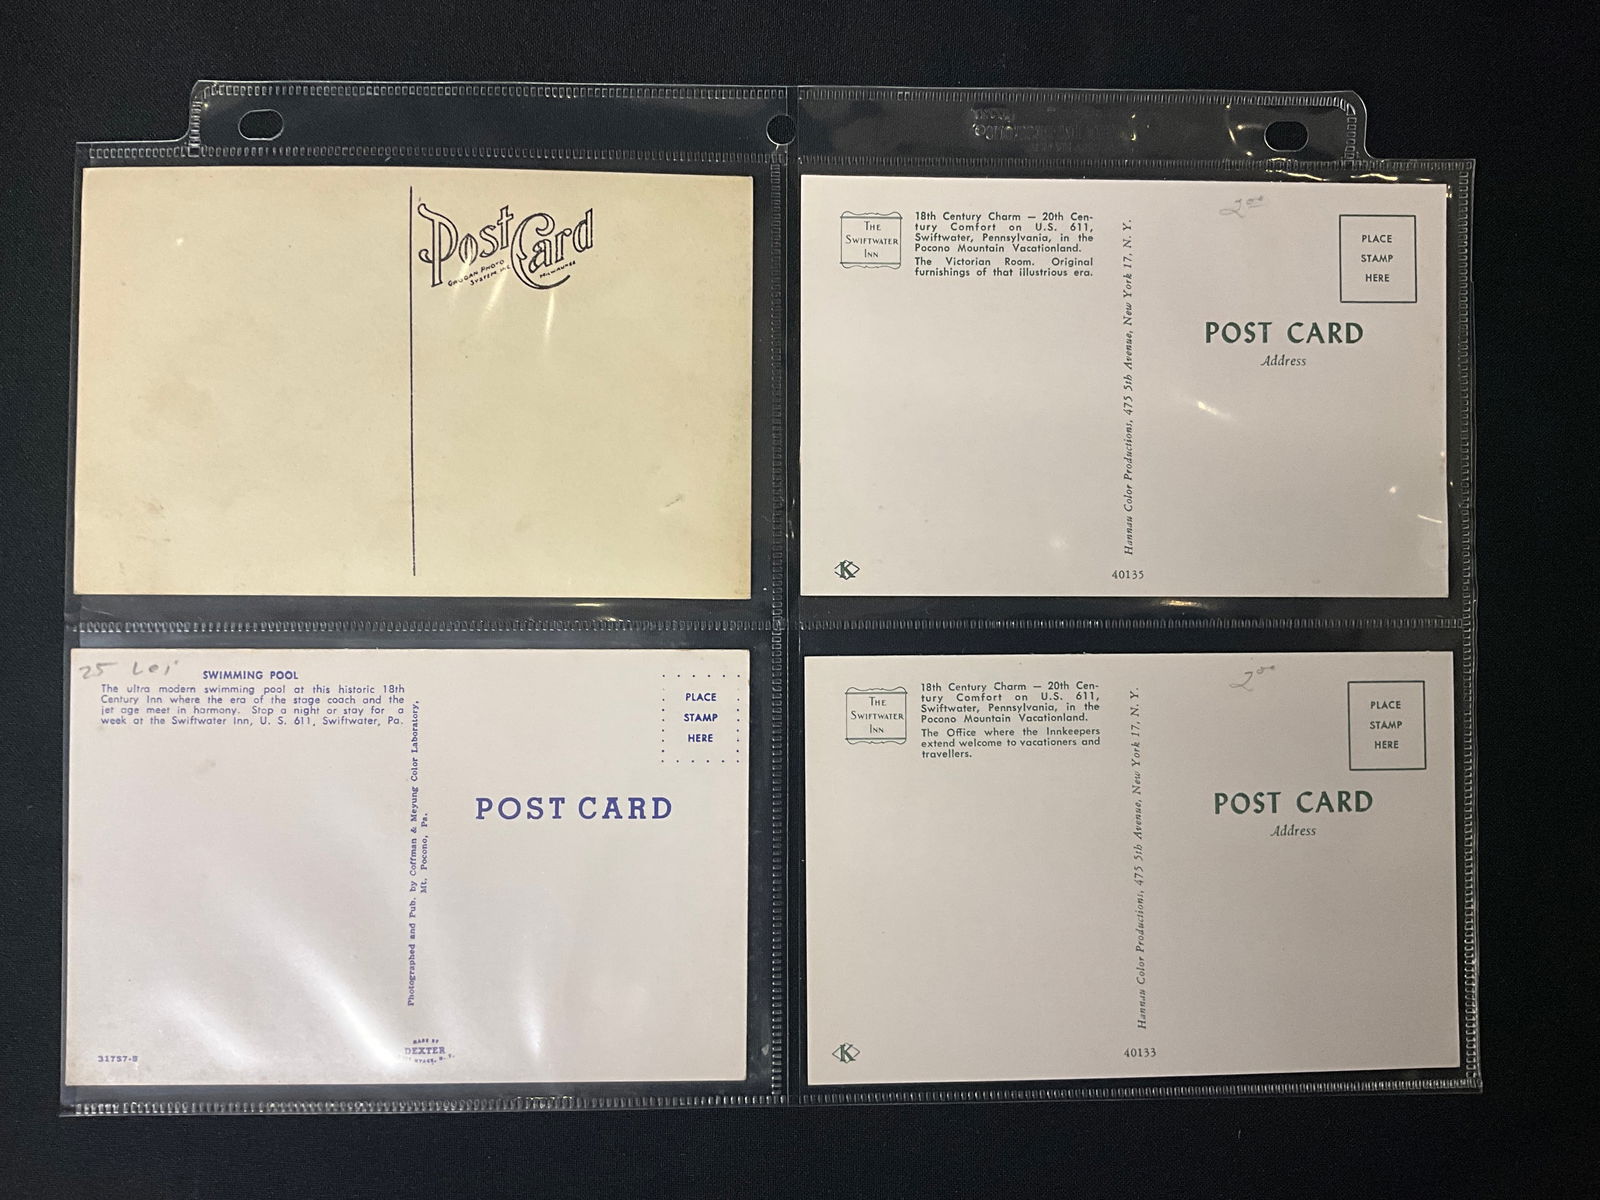 Post Card
GRUGAN PHOTO
SYSTEM, INC. MILWAUKEE
THE
SWIFTWATER
INN
18th Century Charm — 20th Cen-
tury Comfort on U.S. 611,
Swiftwater, Pennsylvania, in the
Pocono Mountain Vacationland.
The Victorian Room. Original
furnishings of that illustrious era.
Hannau Color Productions, 475 5th Avenue, New York 17, N. Y.
2.00
PLACE
STAMP
HERE
POST CARD
Address
K
40135
25
SWIMMING POOL
The ultra modern swimming pool at this historic 18th
Century Inn where the era of the stage coach and the
jet age meet in harmony. Stop a night or stay for a
week at the Swiftwater Inn, U. S. 611, Swiftwater, Pa.
Photographed and Pub. by Coffman & Meyung Color Laboratory,
Mt. Pocono, Pa.
PLACE
STAMP
HERE
POST CARD
31757-B
MADE BY
DEXTER
NYACK, N. Y.
THE
SWIFTWATER
INN
18th Century Charm — 20th Cen-
tury Comfort on U.S. 611,
Swiftwater, Pennsylvania, in the
Pocono Mountain Vacationland.
The Office where the Innkeepers
extend welcome to vacationers and
travellers.
Hannau Color Productions, 475 5th Avenue, New York 17, N. Y.
2.00
PLACE
STAMP
HERE
POST CARD
Address
K
40133